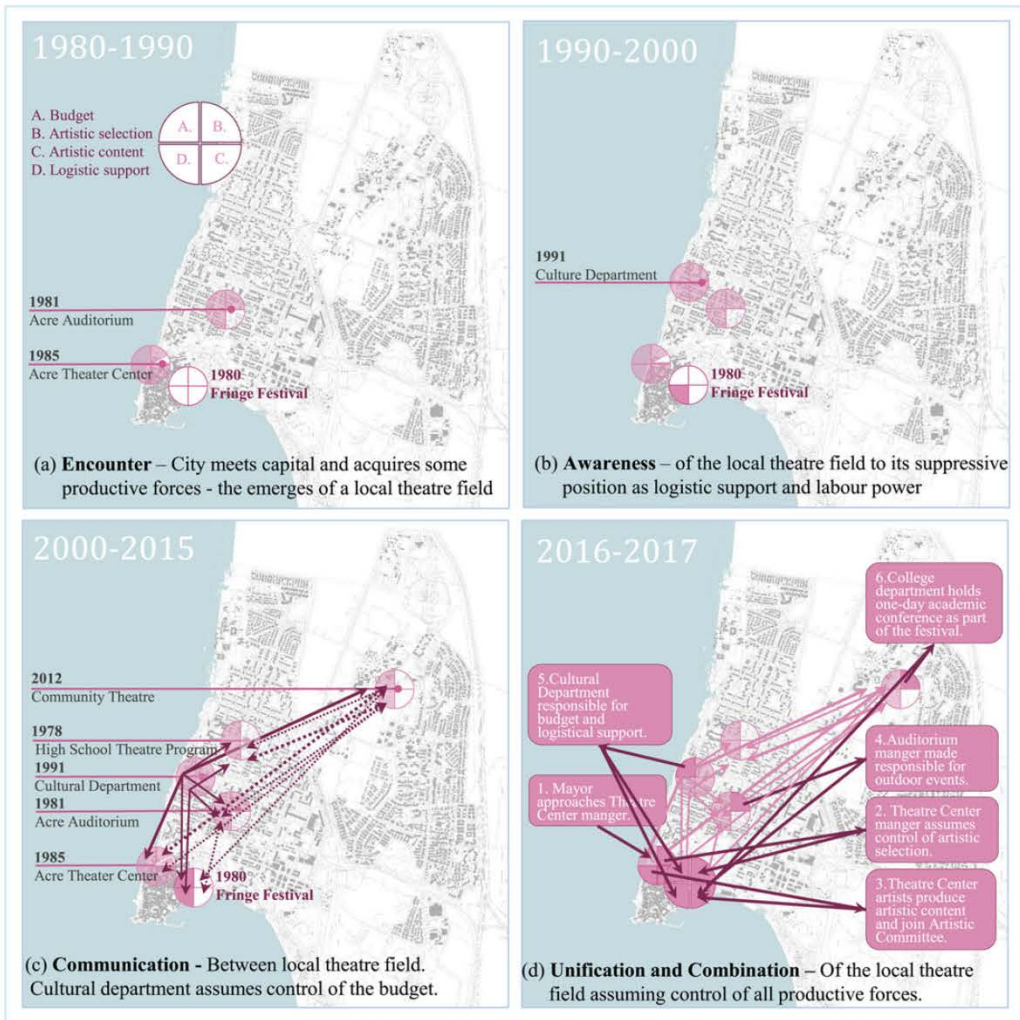 1980-1990
A. Budget
B. Artistic selection
C. Artistic content
D. Logistic support
A. B.
D. C.
1981
Acre Auditorium
1985
Acre Theater Center
1980
Fringe Festival
(a) Encounter – City meets capital and acquires some
productive forces - the emerges of a local theatre field
1990-2000
1991
Culture Department
1980
Fringe Festival
(b) Awareness – of the local theatre field to its suppressive
position as logistic support and labour power
2000-2015
2012
Community Theatre
1978
High School Theatre Program
1991
Cultural Department
1981
Acre Auditorium
1985
Acre Theater Center
1980
Fringe Festival
(c) Communication - Between local theatre field.
Cultural department assumes control of the budget.
2016-2017
6.College
department holds
one-day academic
conference as part
of the festival.
5.Cultural
Department
responsible for
budget and
logistical support.
4.Auditorium
manger made
responsible for
outdoor events.
1. Mayor
approaches Theatre
Center manger.
2. Theatre Center
manger assumes
control of artistic
selection.
3.Theatre Center
artists produce
artistic content
and join Artistic
Committee.
(d) Unification and Combination – Of the local theatre
field assuming control of all productive forces.